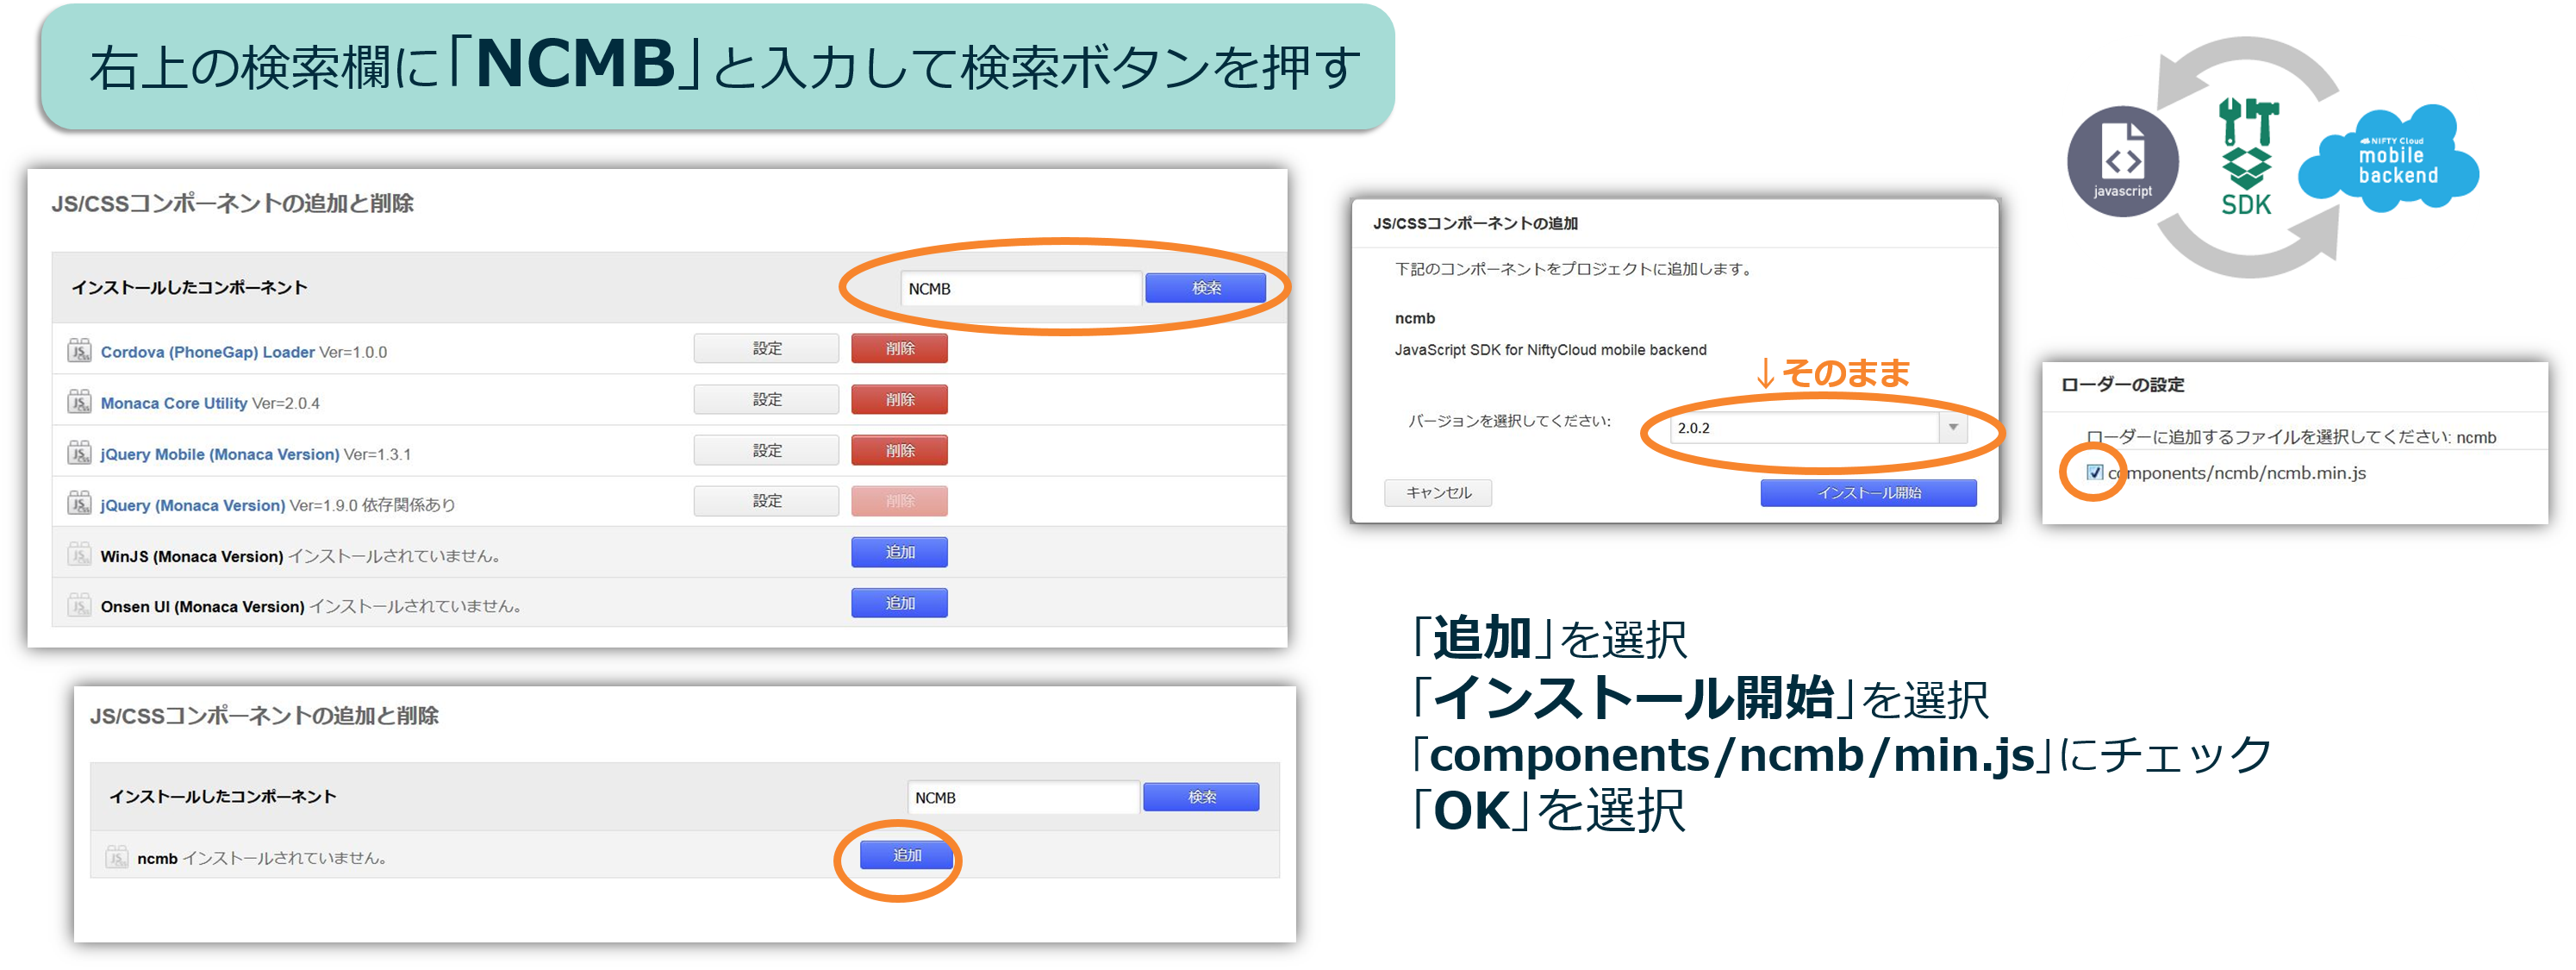 右上の検索欄に「NCMB」と入力して検索ボタンを押す
JS/CSSコンポーネントの追加と削除
インストールしたコンポーネント
NCMB
検索
Cordova (PhoneGap) Loader Ver=1.0.0
設定
削除
Monaca Core Utility Ver=2.0.4
設定
削除
jQuery Mobile (Monaca Version) Ver=1.3.1
設定
削除
jQuery (Monaca Version) Ver=1.9.0 依存関係あり
設定
削除
WinJS (Monaca Version) インストールされていません。
追加
Onsen UI (Monaca Version) インストールされていません。
追加
JS/CSSコンポーネントの追加と削除
インストールしたコンポーネント
NCMB
検索
ncmb インストールされていません。
追加
JS/CSSコンポーネントの追加
下記のコンポーネントをプロジェクトに追加します。
ncmb
JavaScript SDK for NiftyCloud mobile backend
↓そのまま
バージョンを選択してください:
2.0.2
キャンセル
インストール開始
javascript
SDK
NIFTY Cloud
mobile
backend
ローダーの設定
ローダーに追加するファイルを選択してください: ncmb
components/ncmb/ncmb.min.js
「追加」を選択
「インストール開始」を選択
「components/ncmb/min.js」にチェック
「OK」を選択